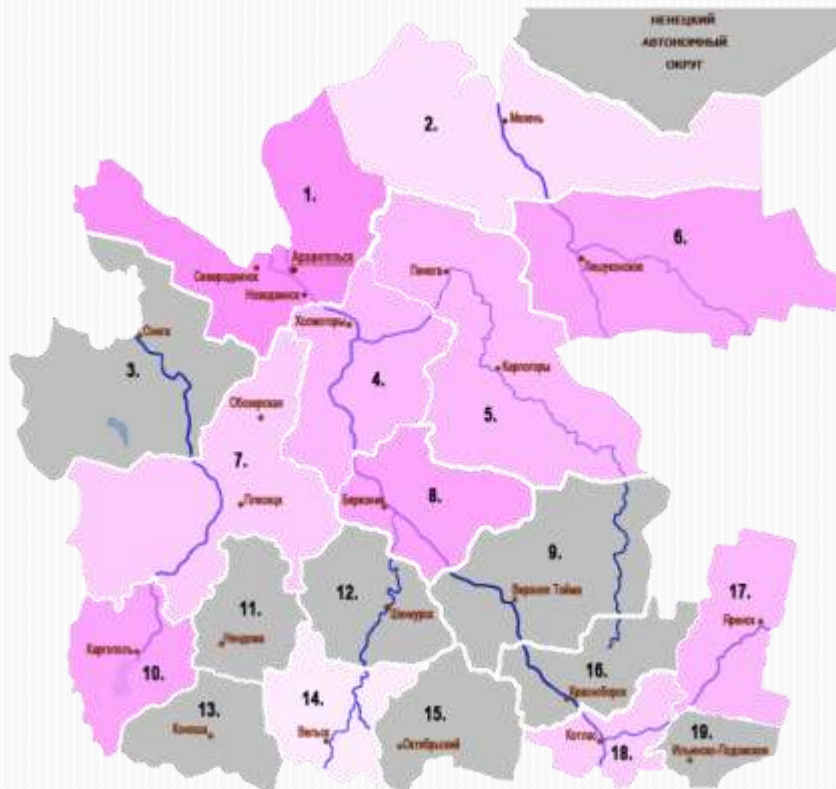 НЕНЕЦКИЙ
АВТОНОМНЫЙ
ОКРУГ
2.
Мезень
1.
Архангельск
Северодвинск
Новодвинск
6.
Лешуконское
Пинега
Холмогоры
Онега
3.
4.
Карпогоры
5.
Обозерская
7.
Плесецк
8.
Березник
9.
Верхняя Тойма
17.
Яренск
11.
Няндома
12.
Шенкурск
Каргополь
10.
16.
Красноборск
14.
Вельск
13.
Коноша
15.
Октябрьский
Котлас
18.
19.
Ильинско-Подомское